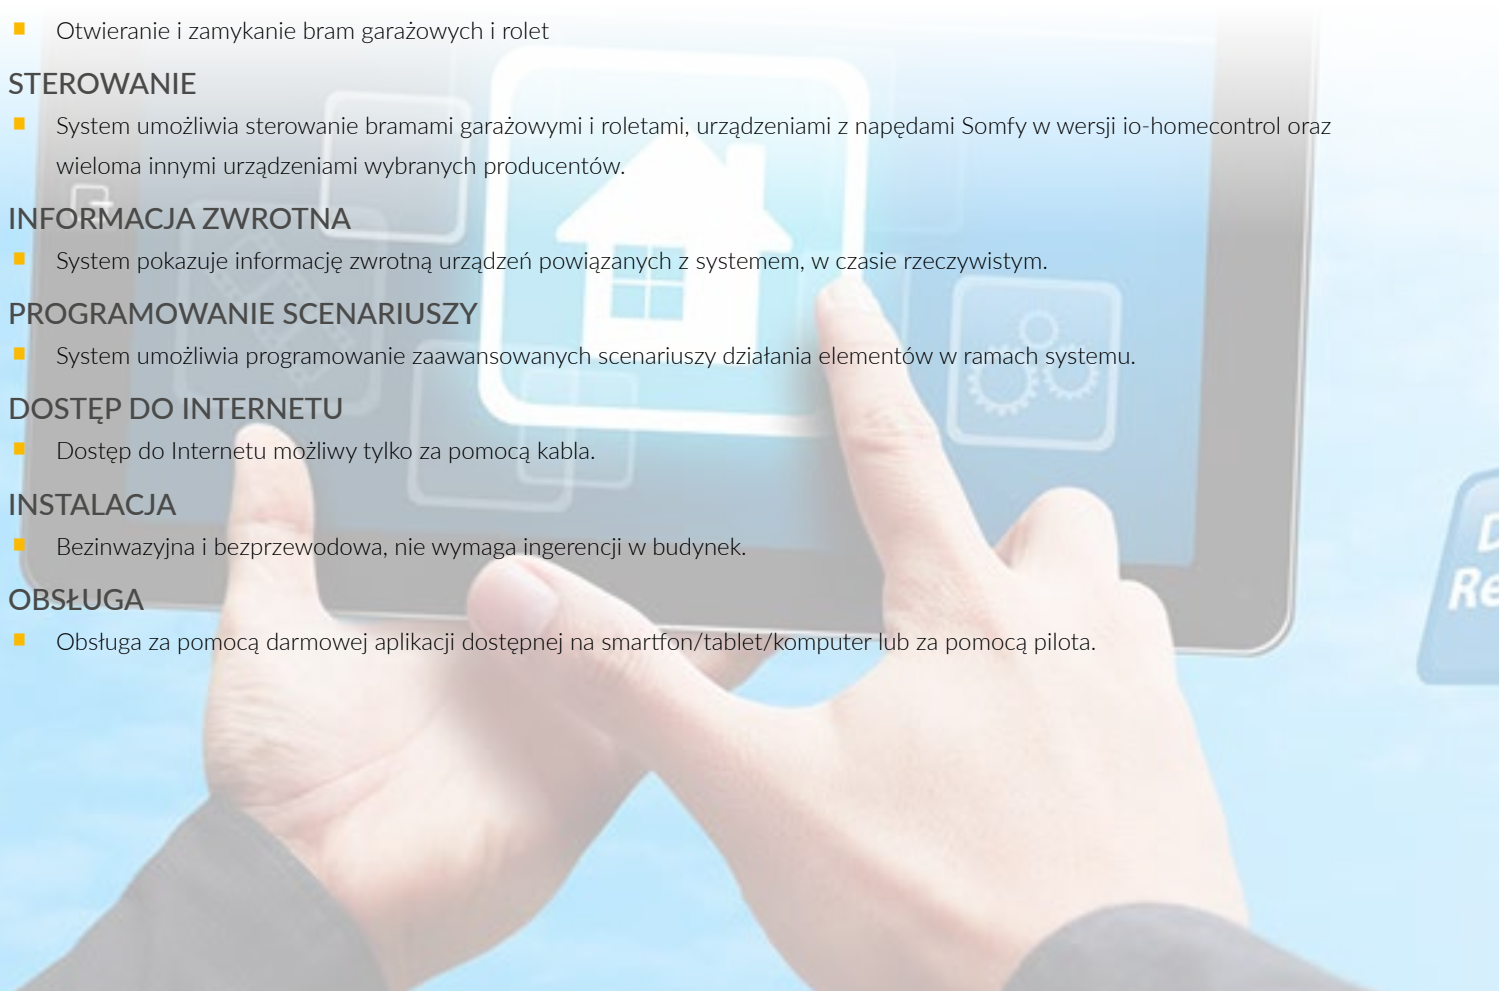 Otwieranie i zamykanie bram garażowych i rolet
STEROWANIE
System umożliwia sterowanie bramami garażowymi i roletami, urządzeniami z napędami Somfy w wersji io-homecontrol oraz
wieloma innymi urządzeniami wybranych producentów.
INFORMACJA ZWROTNA
System pokazuje informację zwrotną urządzeń powiązanych z systemem, w czasie rzeczywistym.
PROGRAMOWANIE SCENARIUSZY
System umożliwia programowanie zaawansowanych scenariuszy działania elementów w ramach systemu.
DOSTĘP DO INTERNETU
Dostęp do Internetu możliwy tylko za pomocą kabla.
INSTALACJA
Bezinwazyjna i bezprzewodowa, nie wymaga ingerencji w budynek.
OBSŁUGA
Obsługa za pomocą darmowej aplikacji dostępnej na smartfon/tablet/komputer lub za pomocą pilota.